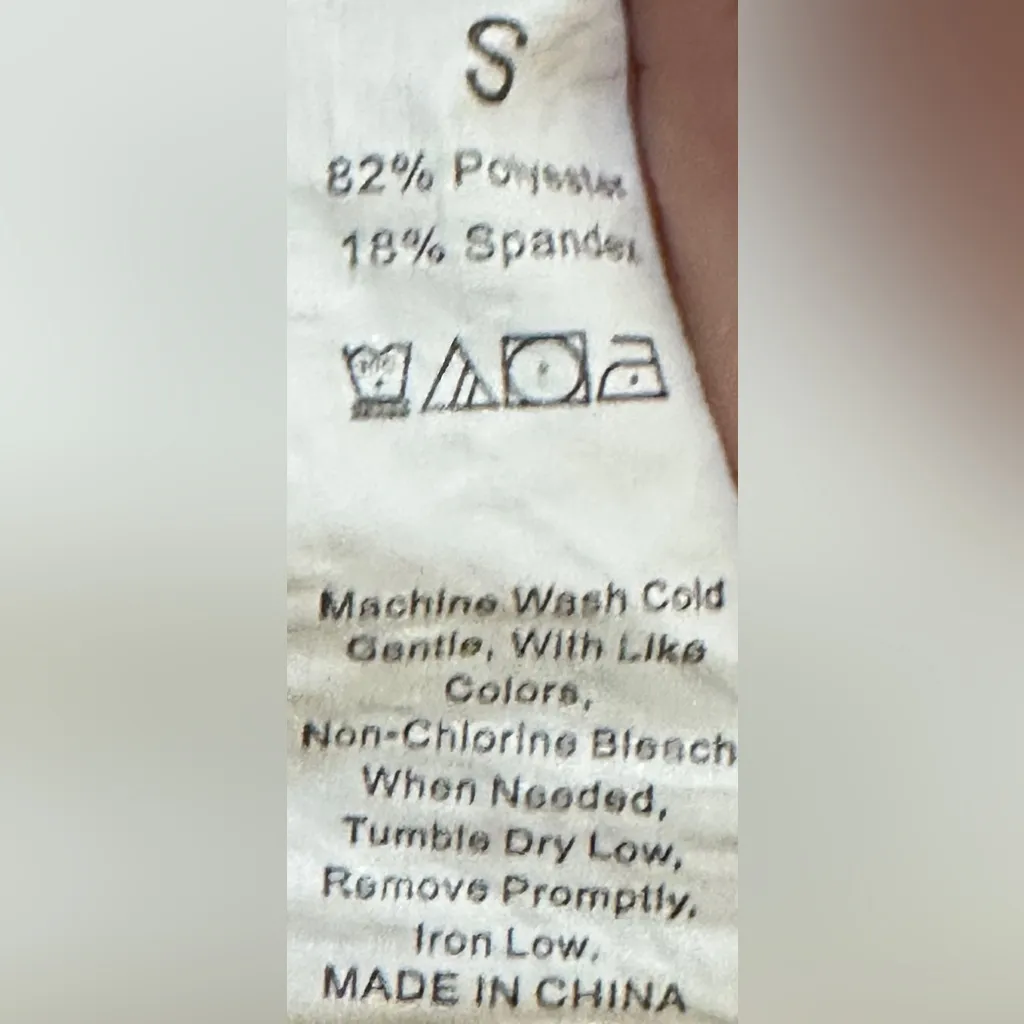 S
82% Polyester
18% Spandex
Machine Wash Cold
Gentle, With Like
Colors,
Non-Chlorine Bleach
When Needed,
Tumble Dry Low,
Remove Promptly,
Iron Low.
MADE IN CHINA